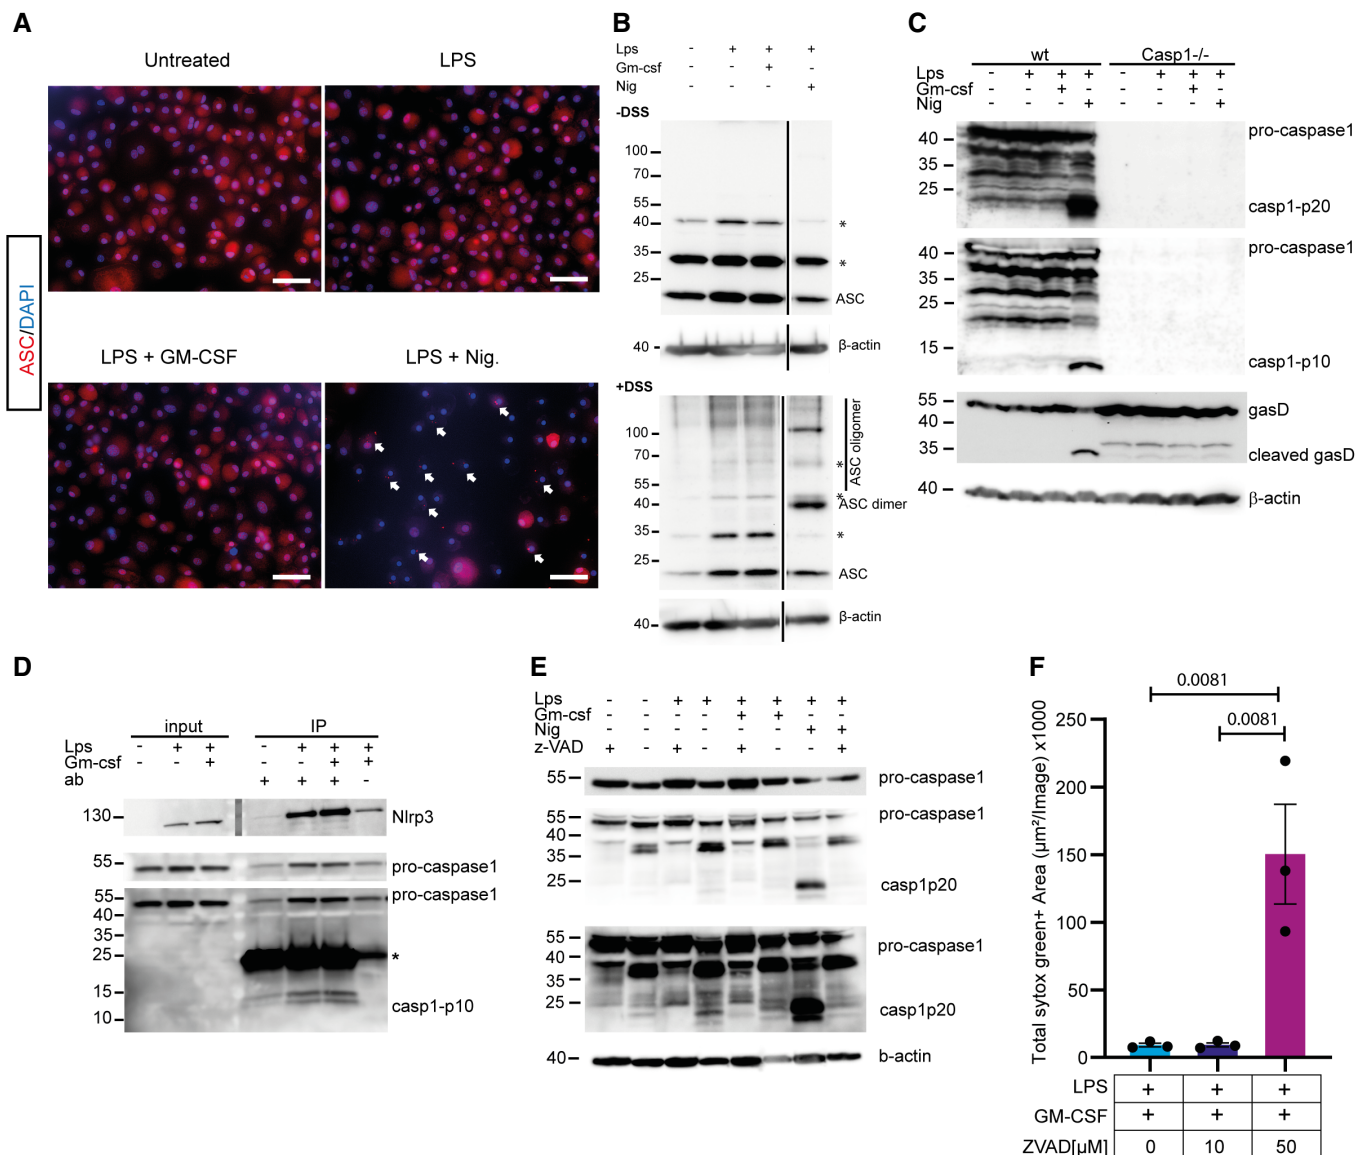 A
Untreated
LPS
LPS + GM-CSF
LPS + Nig.
ASC/DAPI
B
Lps - + + +
Gm-csf - - + -
Nig - - - +
-DSS
100
70
55
40 *
35 *
25
ASC
40 β-actin
+DSS
100
70
55
40
35
25
ASC oligomer
*
*
ASC dimer
*
ASC
40 β-actin
C
wt Casp1-/-
Lps - + + + - + + +
Gm-csf - - + - - - + -
Nig - - - + - - - +
40 pro-caspase1
35
25
casp1-p20
40 pro-caspase1
35
25
15
casp1-p10
55 gasD
40
35 cleaved gasD
40 β-actin
D
input IP
Lps - + + - + + +
Gm-csf - - + - - + +
ab + + + -
130 Nlrp3
55 pro-caspase1
55 pro-caspase1
40
35
25 *
15
casp1-p10
10
E
Lps - - + + + + + +
Gm-csf - - - - + + - -
Nig - - - - - - + +
z-VAD + - + - + - - +
55 pro-caspase1
55 pro-caspase1
40
35
25 casp1p20
55 pro-caspase1
40
35
25 casp1p20
40 b-actin
F
0.0081
0.0081
Total sytox green+ Area (µm²/Image) x1000
250
200
150
100
50
0
LPS + + +
GM-CSF + + +
ZVAD[µM] 0 10 50